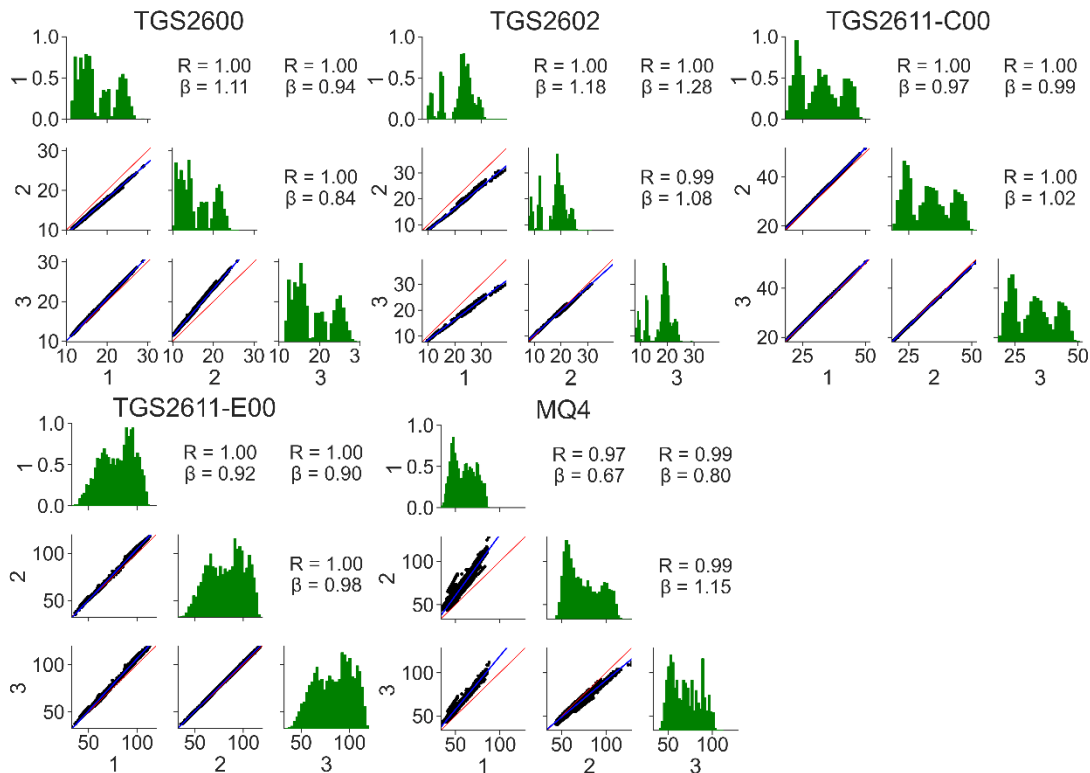 TGS2600 TGS2602 TGS2611-C00
1.0 1.0 1.0
1 0.5 R = 1.00 R = 1.00 1 0.5 R = 1.00 R = 1.00 1 0.5 R = 1.00 R = 1.00
β = 1.11 β = 0.94 β = 1.18 β = 1.28 β = 0.97 β = 0.99
0.0 0.0 0.0
30 30
2 20 R = 1.00 2 20 R = 0.99 2 40 R = 1.00
β = 0.84 β = 1.08 β = 1.02
10 10 20
30 30
3 20 3 20 3 40
10 10 20
10 20 30 10 20 30 10 20 3 10 20 30 10 20 30 10 20 30 25 50 25 50 25 50
1 2 3 1 2 3 1 2 3
TGS2611-E00 MQ4
1.0 1.0
1 0.5 R = 1.00 R = 1.00 1 0.5 R = 0.97 R = 0.99
β = 0.92 β = 0.90 β = 0.67 β = 0.80
0.0 0.0
100 100
2 R = 1.00 2 R = 0.99
β = 0.98 β = 1.15
50 50
100 100
3 3
50 50
50 100 50 100 50 100 50 100 50 100 50 100
1 2 3 1 2 3